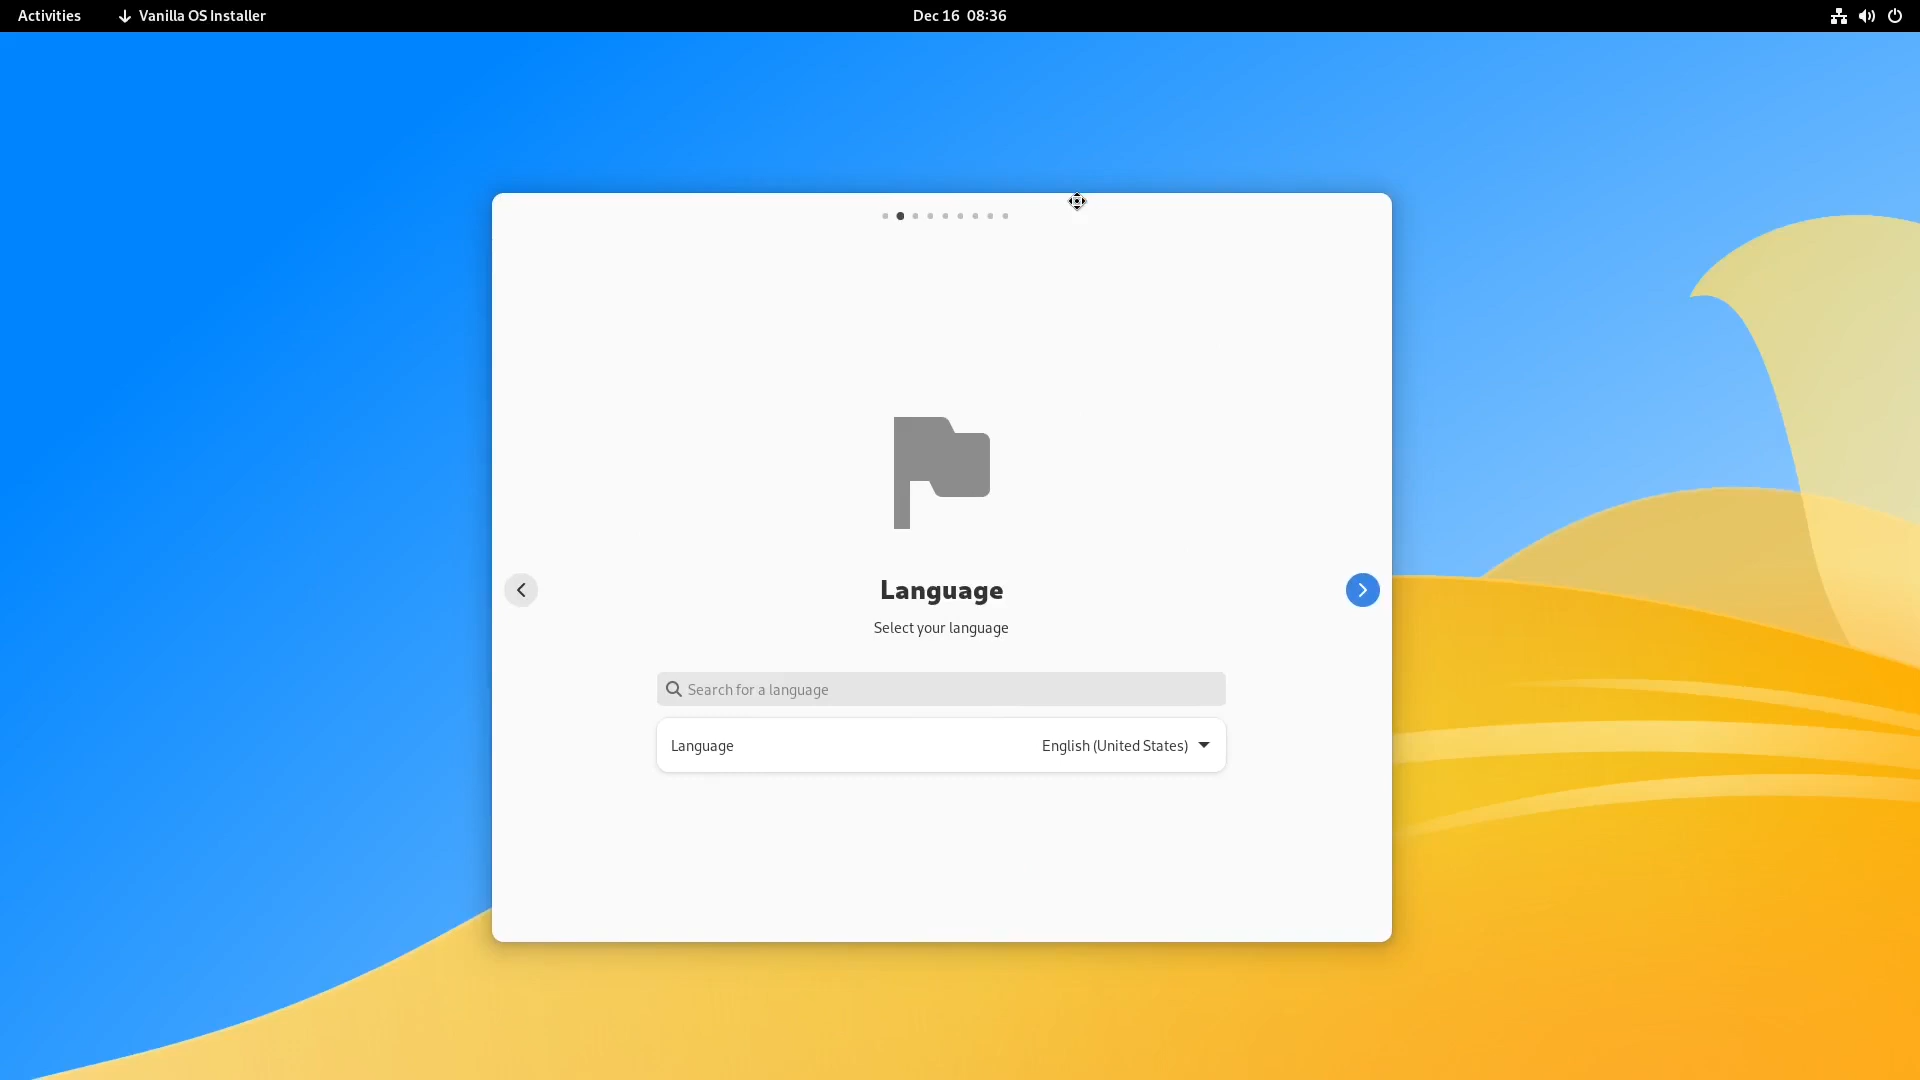 Activities
Vanilla OS Installer
Dec 16 08:36
Language
Select your language
Search for a language
Language
English (United States)